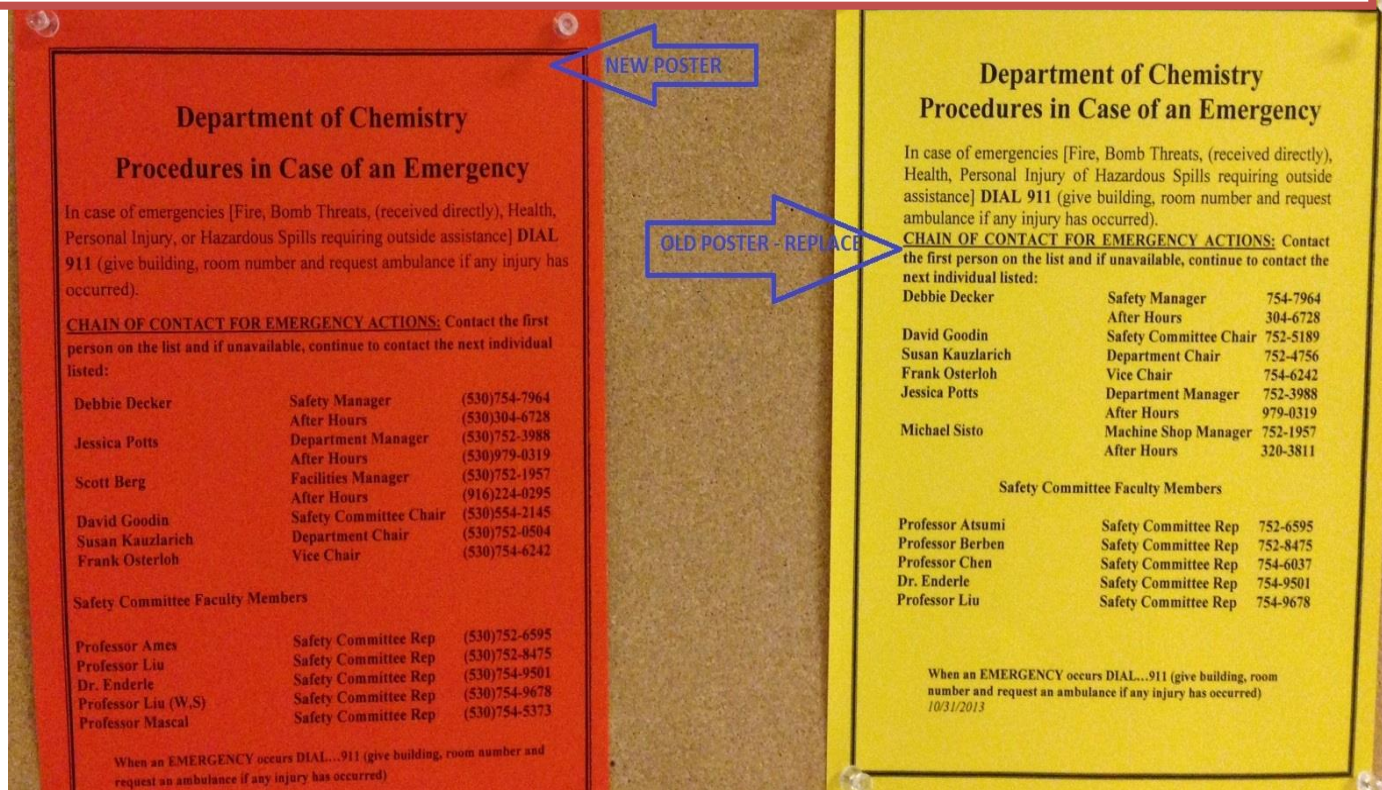 NEW POSTER
Department of Chemistry
Procedures in Case of an Emergency
In case of emergencies [Fire, Bomb Threats, (received directly), Health,
Personal Injury, or Hazardous Spills requiring outside assistance] DIAL
911 (give building, room number and request ambulance if any injury has
occurred).
CHAIN OF CONTACT FOR EMERGENCY ACTIONS: Contact the first
person on the list and if unavailable, continue to contact the next individual
listed:
Debbie Decker Safety Manager (530)754-7964
After Hours (530)304-6728
Jessica Potts Department Manager (530)752-3988
After Hours (530)979-0319
Scott Berg Facilities Manager (530)752-1957
After Hours (916)224-0295
David Goodin Safety Committee Chair (530)554-2145
Susan Kauzlarich Department Chair (530)752-0504
Frank Osterloh Vice Chair (530)754-6242
Safety Committee Faculty Members
Professor Ames Safety Committee Rep (530)752-6595
Professor Liu Safety Committee Rep (530)752-8475
Dr. Enderle Safety Committee Rep (530)754-9501
Professor Liu (W,S) Safety Committee Rep (530)754-9678
Professor Mascal Safety Committee Rep (530)754-5373
When an EMERGENCY occurs DIAL...911 (give building, room number and
request an ambulance if any injury has occurred)
OLD POSTER - REPLACE
Department of Chemistry
Procedures in Case of an Emergency
In case of emergencies [Fire, Bomb Threats, (received directly),
Health, Personal Injury of Hazardous Spills requiring outside
assistance] DIAL 911 (give building, room number and request
ambulance if any injury has occurred).
CHAIN OF CONTACT FOR EMERGENCY ACTIONS: Contact
the first person on the list and if unavailable, continue to contact the
next individual listed:
Debbie Decker Safety Manager 754-7964
After Hours 304-6728
David Goodin Safety Committee Chair 752-5189
Susan Kauzlarich Department Chair 752-4756
Frank Osterloh Vice Chair 754-6242
Jessica Potts Department Manager 752-3988
After Hours 979-0319
Michael Sisto Machine Shop Manager 752-1957
After Hours 320-3811
Safety Committee Faculty Members
Professor Atsumi Safety Committee Rep 752-6595
Professor Berben Safety Committee Rep 752-8475
Professor Chen Safety Committee Rep 754-6037
Dr. Enderle Safety Committee Rep 754-9501
Professor Liu Safety Committee Rep 754-9678
When an EMERGENCY occurs DIAL...911 (give building, room
number and request an ambulance if any injury has occurred)
10/31/2013